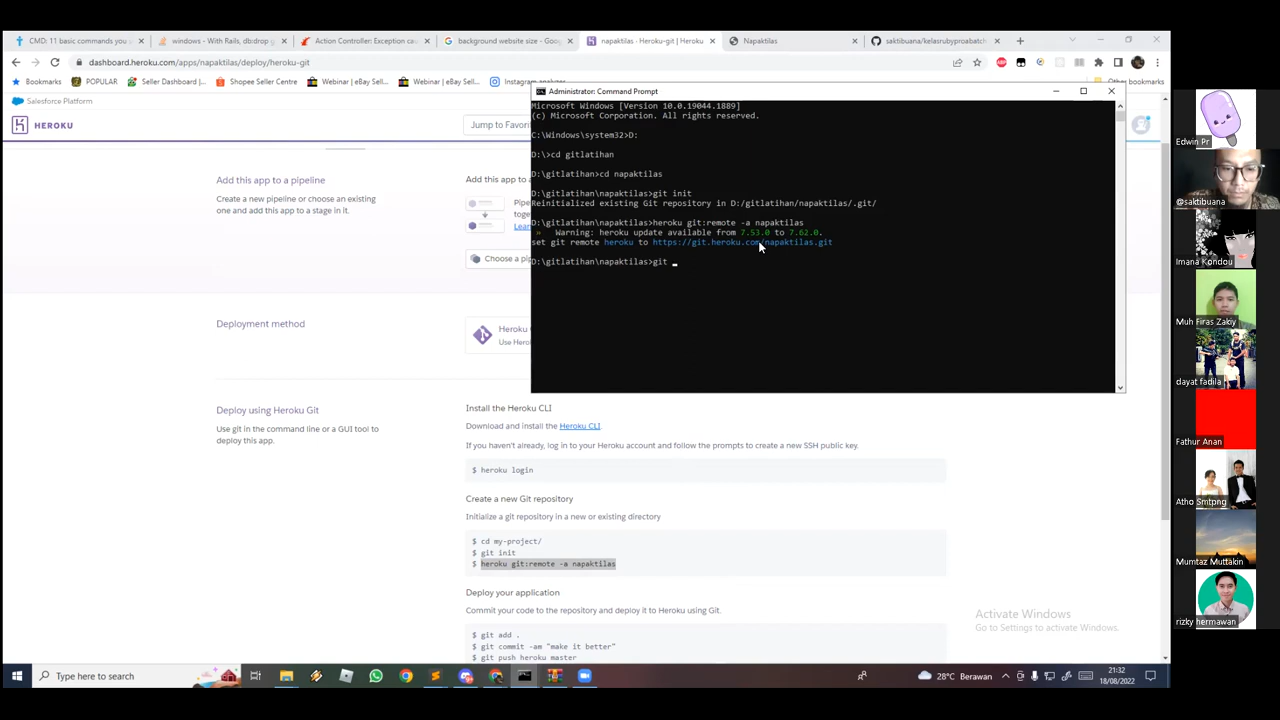 CMD: 11 basic commands you
windows - With Rails, db:drop y
Action Controller: Exception ca
background website size - Goog
napaktilas · Heroku-git | Heroku
Napaktilas
saktibuana/kelasrubyproabatch
dashboard.heroku.com/apps/napaktilas/deploy/heroku-git
Bookmarks
POPULAR
Seller Dashboard |...
Shopee Seller Centre
Webinar | eBay Sell...
Webinar | eBay Sell...
Instagram analyzer...
Other bookmarks
Salesforce Platform
HEROKU
Jump to Favori
Administrator: Command Prompt
Microsoft Windows [Version 10.0.19044.1889]
(c) Microsoft Corporation. All rights reserved.
C:\Windows\system32>D:
D:\>cd gitlatihan
D:\gitlatihan>cd napaktilas
D:\gitlatihan\napaktilas>git init
Reinitialized existing Git repository in D:/gitlatihan/napaktilas/.git/
D:\gitlatihan\napaktilas>heroku git:remote -a napaktilas
» Warning: heroku update available from 7.53.0 to 7.62.0.
set git remote heroku to https://git.heroku.com/napaktilas.git
D:\gitlatihan\napaktilas>git _
Add this app to a pipeline
Create a new pipeline or choose an existing
one and add this app to a stage in it.
Add this app to a
Pipe
toge
Lear
Choose a pip
Deployment method
Heroku
Use He
Deploy using Heroku Git
Use git in the command line or a GUI tool to
deploy this app.
Install the Heroku CLI
Download and install the Heroku CLI.
If you haven't already, log in to your Heroku account and follow the prompts to create a new SSH public key.
$ heroku login
Create a new Git repository
Initialize a git repository in a new or existing directory
$ cd my-project/
$ git init
$ heroku git:remote -a napaktilas
Deploy your application
Commit your code to the repository and deploy it to Heroku using Git.
$ git add .
$ git commit -am "make it better"
$ git push heroku master
Activate Windows
Go to Settings to activate Windows.
Type here to search
28°C Berawan
21:32
18/08/2022
Edwin Pr
@saktibuana
Imana Kondou
Muh Firas Zakiy
dayat fadila
Fathur Anan
Atho Smtpng
Mumtaz Muttakin
rizky hermawan